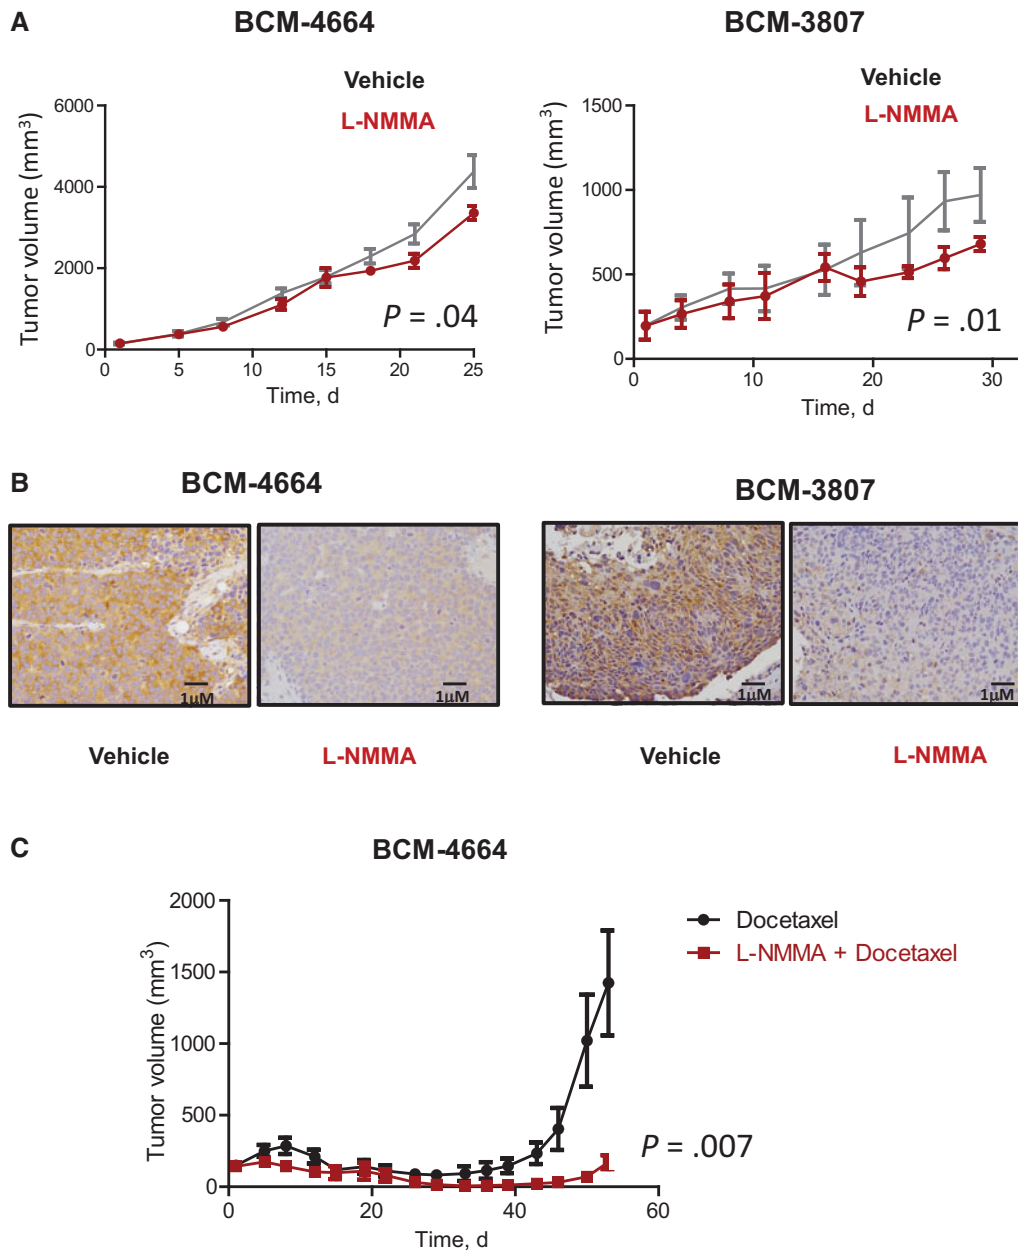 A
BCM-4664
BCM-3807
Vehicle
L-NMMA
Vehicle
L-NMMA
Tumor volume (mm³)
6000
4000
2000
0
0 5 10 15 20 25
Time, d
P = .04
Tumor volume (mm³)
1500
1000
500
0
0 10 20 30
Time, d
P = .01
B
BCM-4664
BCM-3807
1µM
1µM
1µM
1µM
Vehicle
L-NMMA
Vehicle
L-NMMA
C
BCM-4664
Tumor volume (mm³)
2000
1500
1000
500
0
0 20 40 60
Time, d
Docetaxel
L-NMMA + Docetaxel
P = .007